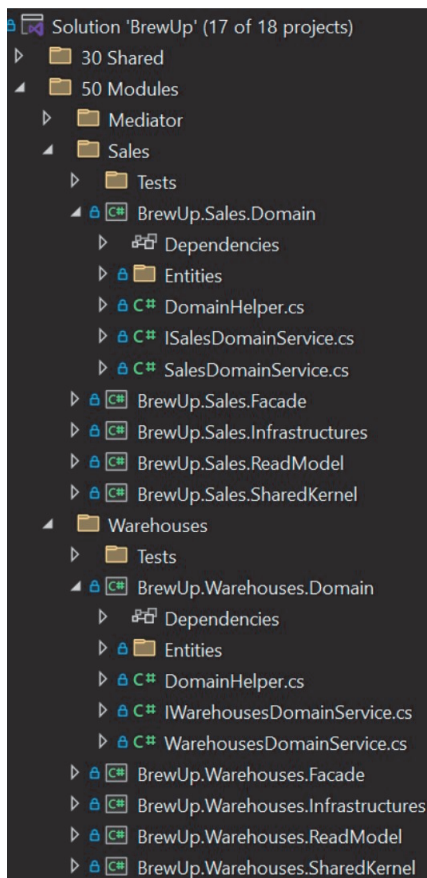 Solution 'BrewUp' (17 of 18 projects)
30 Shared
50 Modules
Mediator
Sales
Tests
C# BrewUp.Sales.Domain
Dependencies
Entities
C# DomainHelper.cs
C# ISalesDomainService.cs
C# SalesDomainService.cs
C# BrewUp.Sales.Facade
C# BrewUp.Sales.Infrastructures
C# BrewUp.Sales.ReadModel
C# BrewUp.Sales.SharedKernel
Warehouses
Tests
C# BrewUp.Warehouses.Domain
Dependencies
Entities
C# DomainHelper.cs
C# IWarehousesDomainService.cs
C# WarehousesDomainService.cs
C# BrewUp.Warehouses.Facade
C# BrewUp.Warehouses.Infrastructures
C# BrewUp.Warehouses.ReadModel
C# BrewUp.Warehouses.SharedKernel